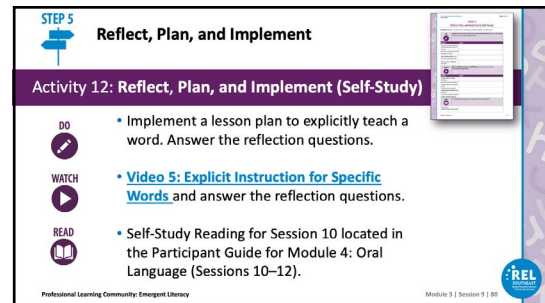 STEP 5
Reflect, Plan, and Implement
Activity 12: Reflect, Plan, and Implement (Self-Study)
DO
• Implement a lesson plan to explicitly teach a
word. Answer the reflection questions.
WATCH
• Video 5: Explicit Instruction for Specific
Words and answer the reflection questions.
READ
• Self-Study Reading for Session 10 located in
the Participant Guide for Module 4: Oral
Language (Sessions 10–12).
Professional Learning Community: Emergent Literacy
Module 3 | Session 9 | 80
REL
SOUTHEAST